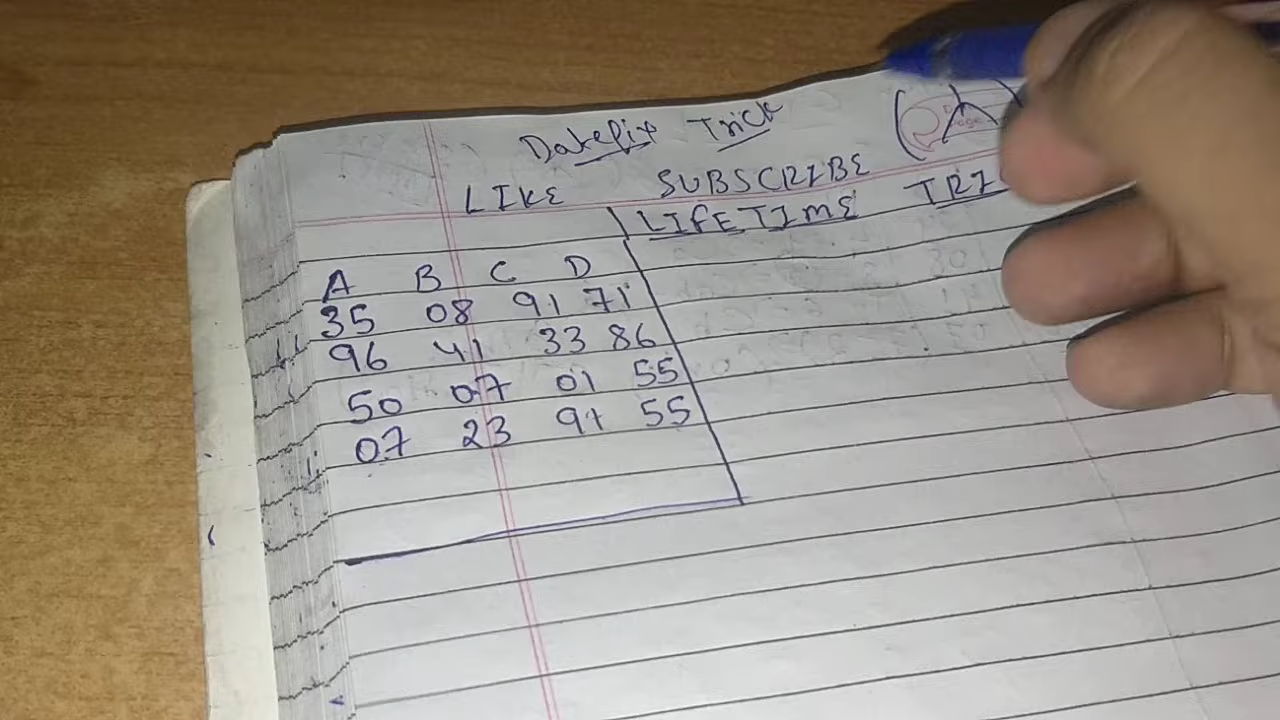 Datefix Trick
LIKE SUBSCRIBE
LIFETIME TRI
A B C D
35 08 91 71
96 41 33 86
50 07 01 55
07 23 91 55